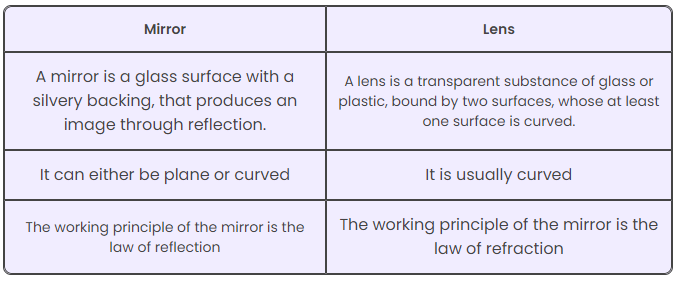 Mirror
Lens
A mirror is a glass surface with a
silvery backing, that produces an
image through reflection.
A lens is a transparent substance of glass or
plastic, bound by two surfaces, whose at least
one surface is curved.
It can either be plane or curved
It is usually curved
The working principle of the mirror is the
law of reflection
The working principle of the mirror is the
law of refraction